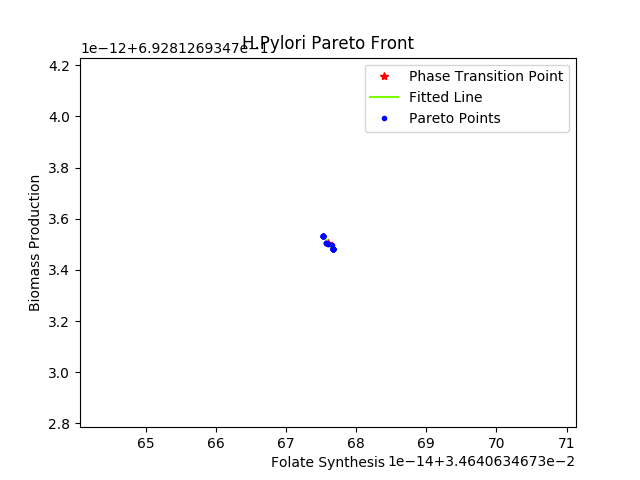 H.Pylori Pareto Front
1e−12+6.9281269347e−1
Phase Transition Point
Fitted Line
Pareto Points
Biomass Production
4.2
4.0
3.8
3.6
3.4
3.2
3.0
2.8
65 66 67 68 69 70 71
Folate Synthesis
1e−14+3.4640634673e−2